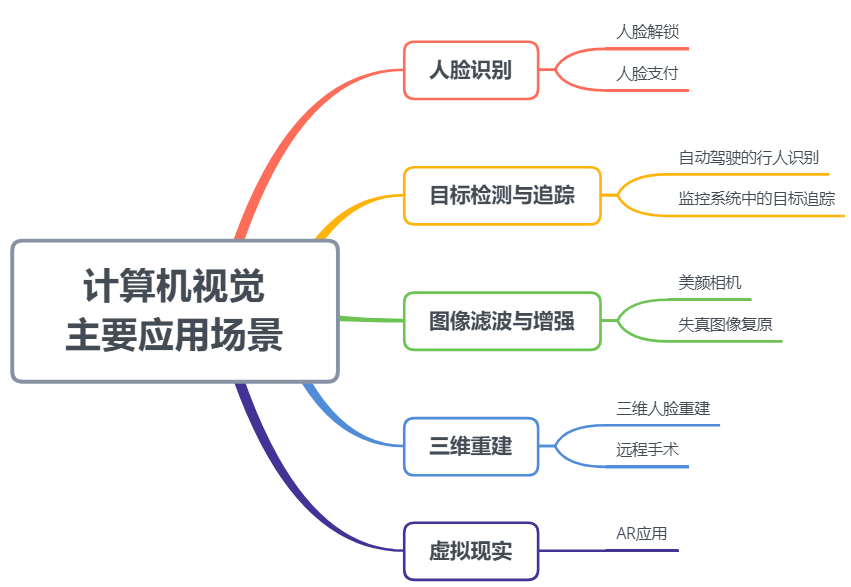 计算机视觉
主要应用场景
人脸识别
人脸解锁
人脸支付
目标检测与追踪
自动驾驶的行人识别
监控系统中的目标追踪
图像滤波与增强
美颜相机
失真图像复原
三维重建
三维人脸重建
远程手术
虚拟现实
AR应用